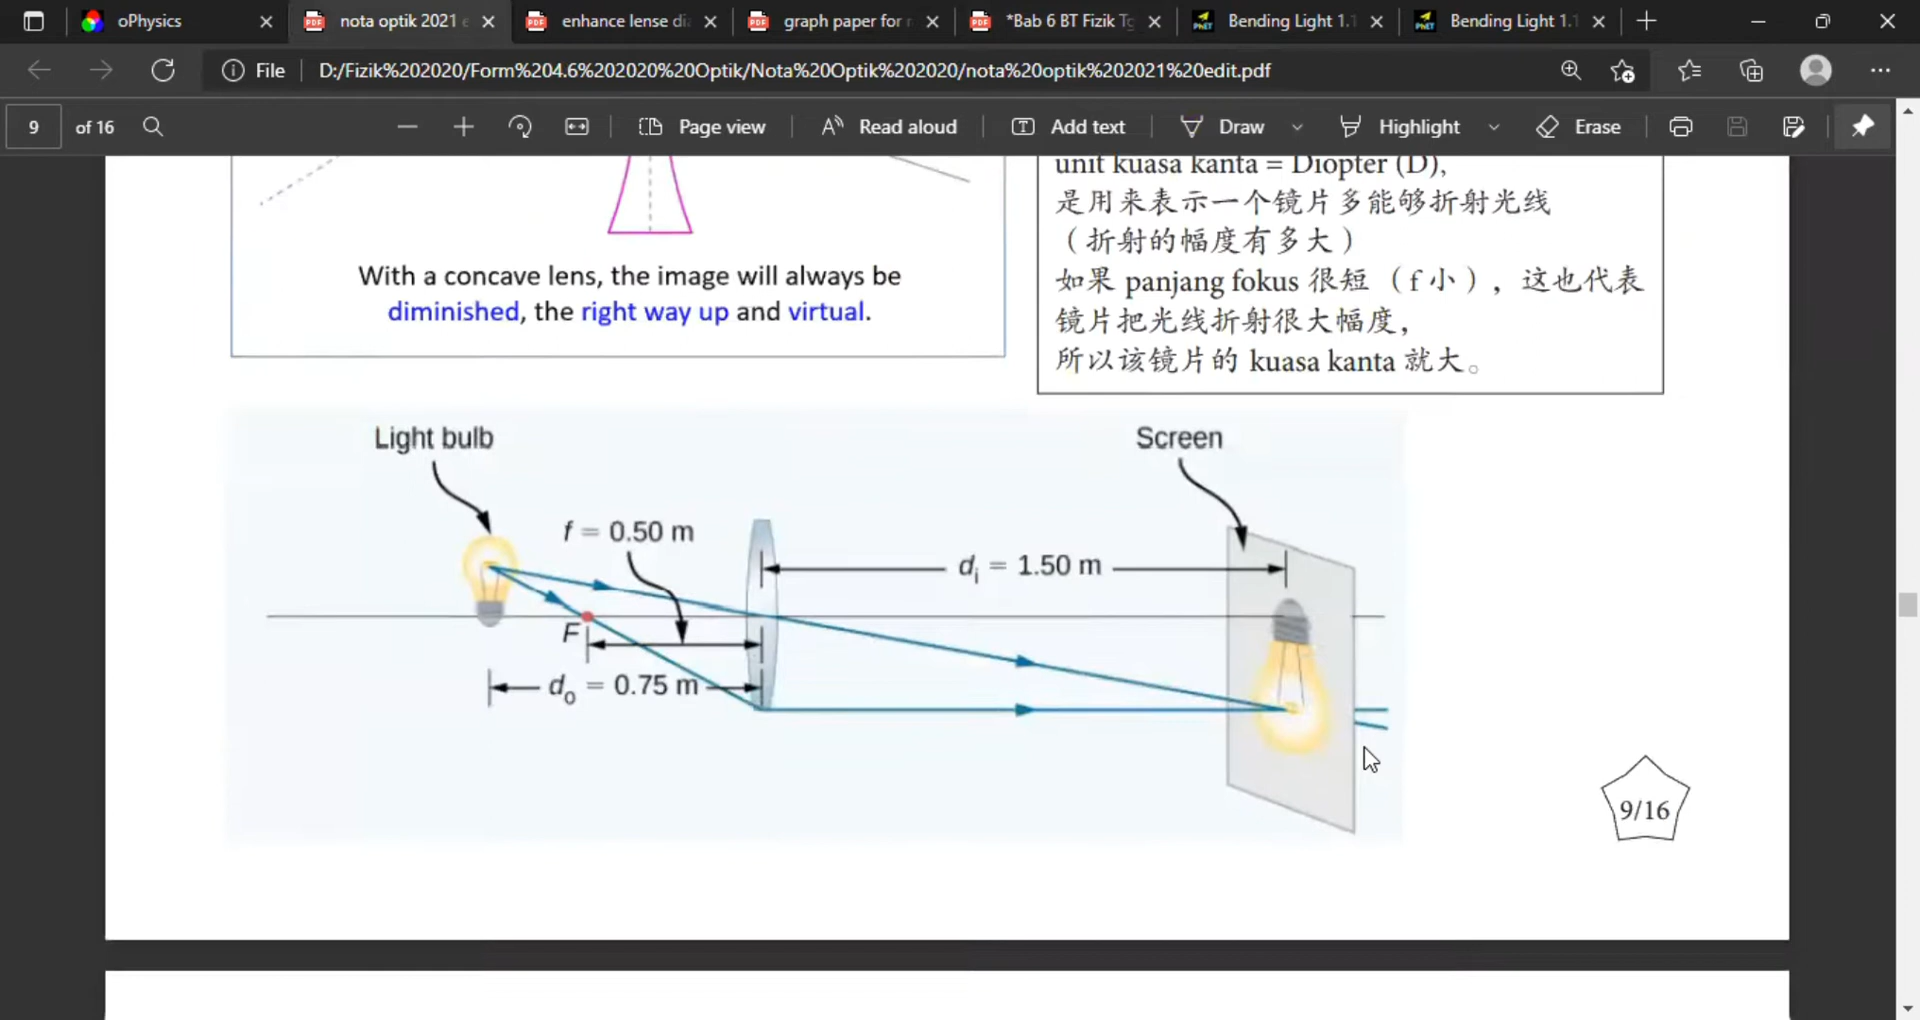 oPhysics
nota optik 2021 e
enhance lense di
graph paper for
*Bab 6 BT Fizik Tg
Bending Light 1.1
Bending Light 1.1
File
D:/Fizik%202020/Form%204.6%202020%20Optik/Nota%20Optik%202020/nota%20optik%202021%20edit.pdf
9 of 16
Page view
Read aloud
Add text
Draw
Highlight
Erase
With a concave lens, the image will always be
diminished, the right way up and virtual.
unit kuasa kanta = Diopter (D),
是用来表示一个镜片多能够折射光线
（折射的幅度有多大）
如果 panjang fokus 很短（f 小），这也代表
镜片把光线折射很大幅度，
所以该镜片的 kuasa kanta 就大。
Light bulb
Screen
f = 0.50 m
di = 1.50 m
F
do = 0.75 m
9/16